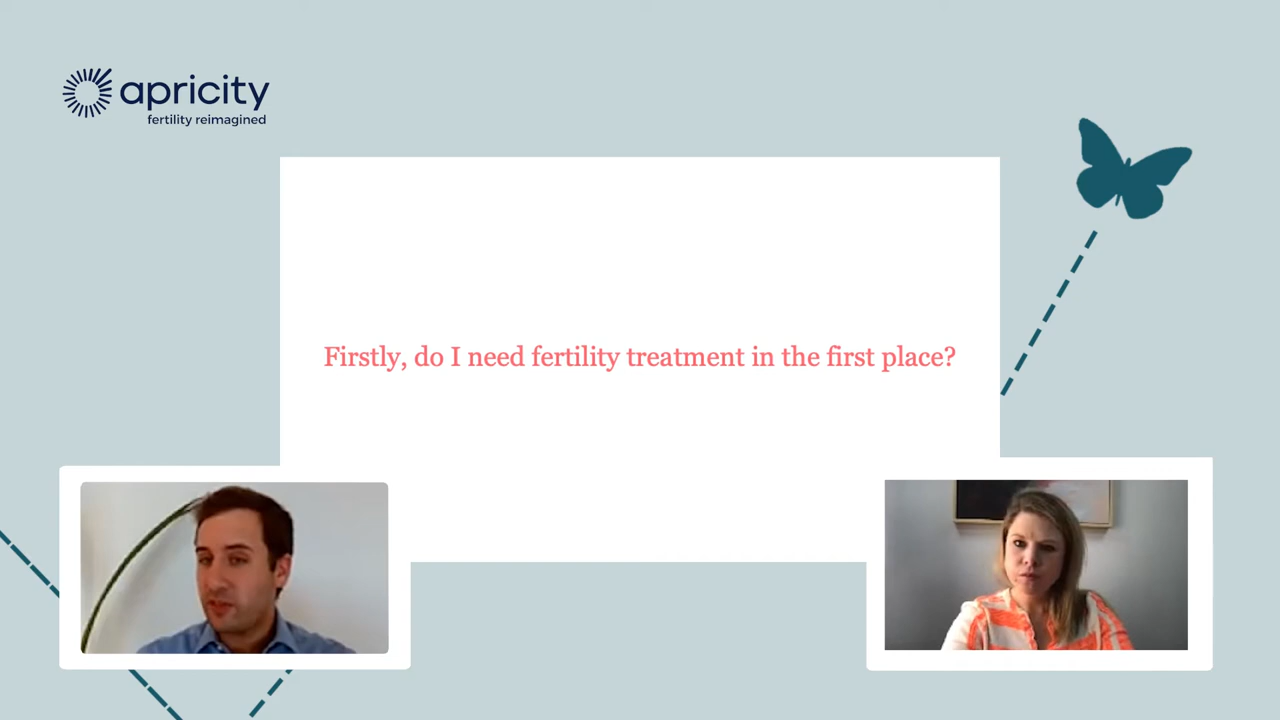 apricity
fertility reimagined
Firstly, do I need fertility treatment in the first place?